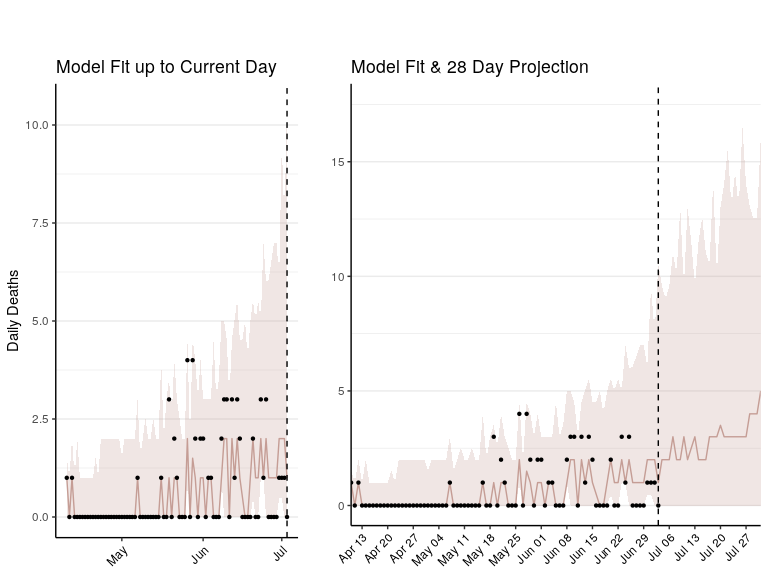 Model Fit up to Current Day
Model Fit & 28 Day Projection
Daily Deaths
10.0
7.5
5.0
2.5
0.0
May
Jun
Jul
15
10
5
0
Apr 13
Apr 20
Apr 27
May 04
May 11
May 18
May 25
Jun 01
Jun 08
Jun 15
Jun 22
Jun 29
Jul 06
Jul 13
Jul 20
Jul 27